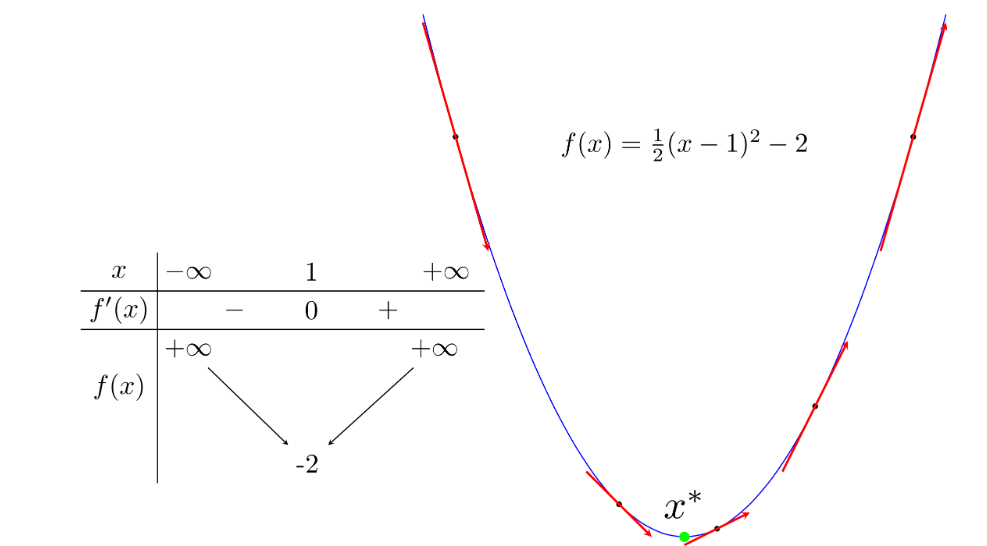 f(x) = 1/2(x − 1)² − 2
x −∞ 1 +∞
f′(x) − 0 +
+∞ +∞
f(x)
-2
x*